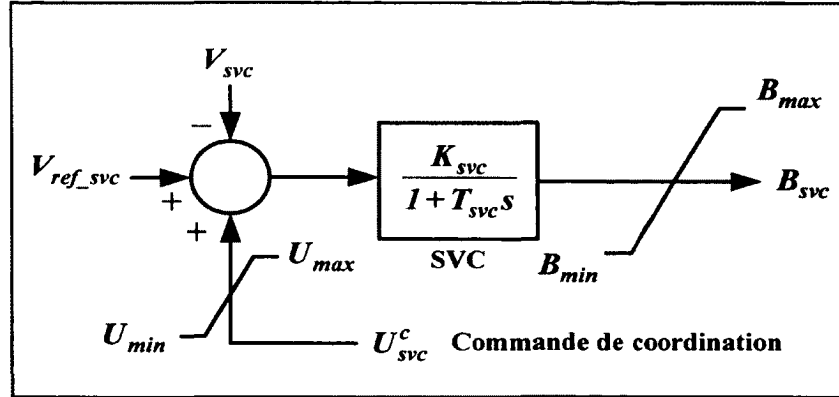 V_svc
−
V_ref_svc
+
+
K_svc
1 + T_svc s
SVC
B_max
B_svc
B_min
U_max
U_min
U^c_svc Commande de coordination